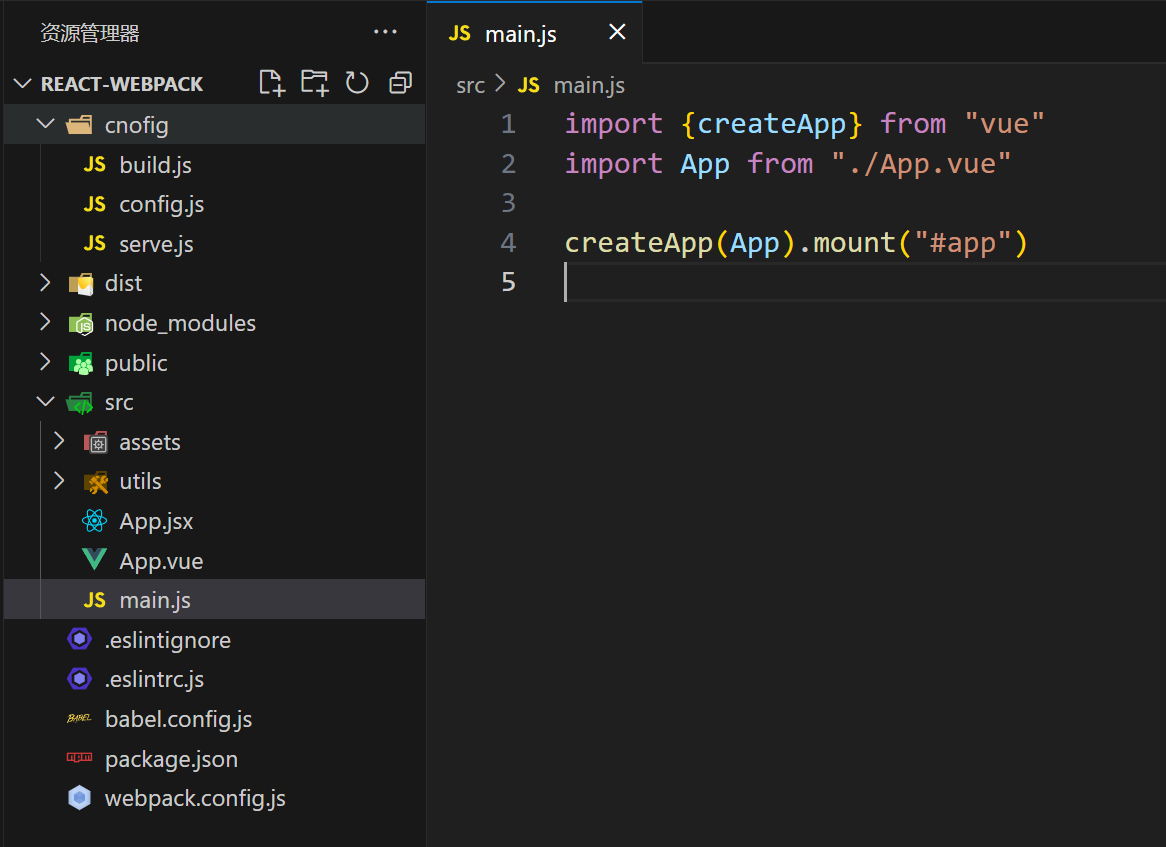 资源管理器 ···
REACT-WEBPACK
cnofig
JS build.js
JS config.js
JS serve.js
dist
node_modules
public
src
assets
utils
App.jsx
App.vue
JS main.js
.eslintignore
.eslintrc.js
BABEL babel.config.js
npm package.json
webpack.config.js
JS main.js
src > JS main.js
1 import {createApp} from "vue"
2 import App from "./App.vue"
3
4 createApp(App).mount("#app")
5